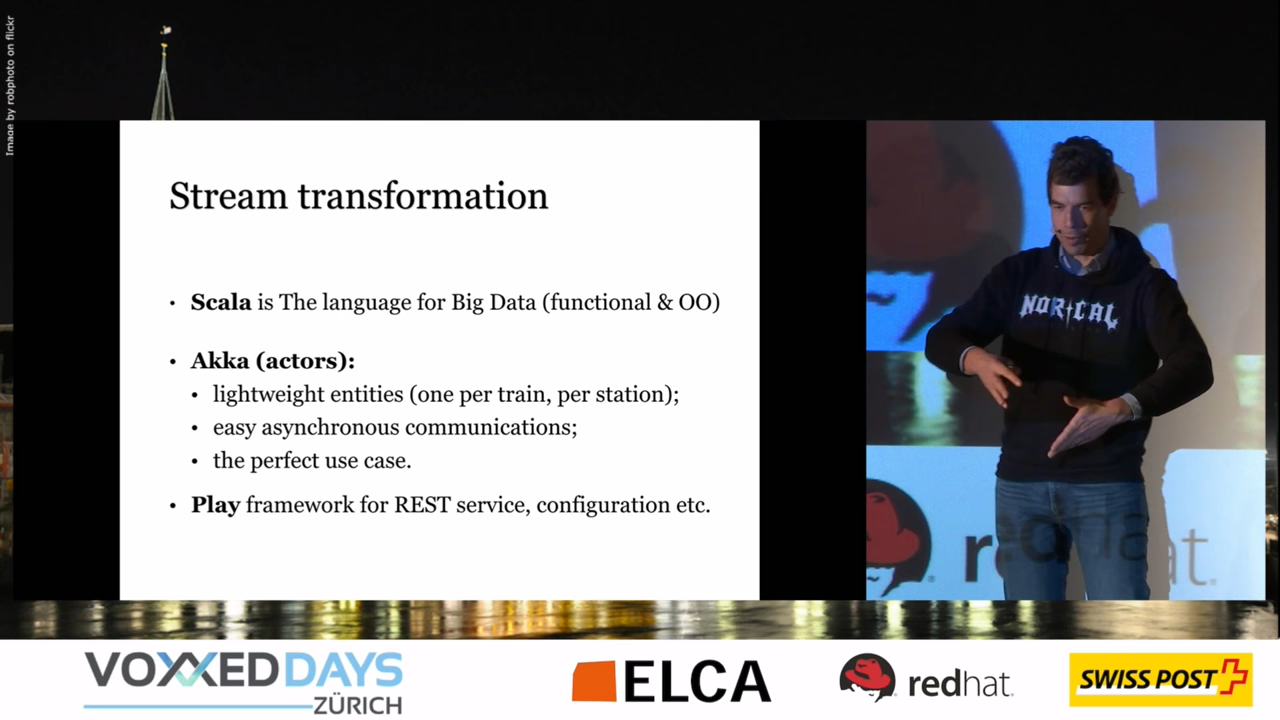 Image by robphoto on flickr
Stream transformation
• Scala is The language for Big Data (functional & OO)
• Akka (actors):
• lightweight entities (one per train, per station);
• easy asynchronous communications;
• the perfect use case.
• Play framework for REST service, configuration etc.
NOR CAL
redhat.
VOXXED DAYS
ZÜRICH
ELCA
redhat.
SWISS POST